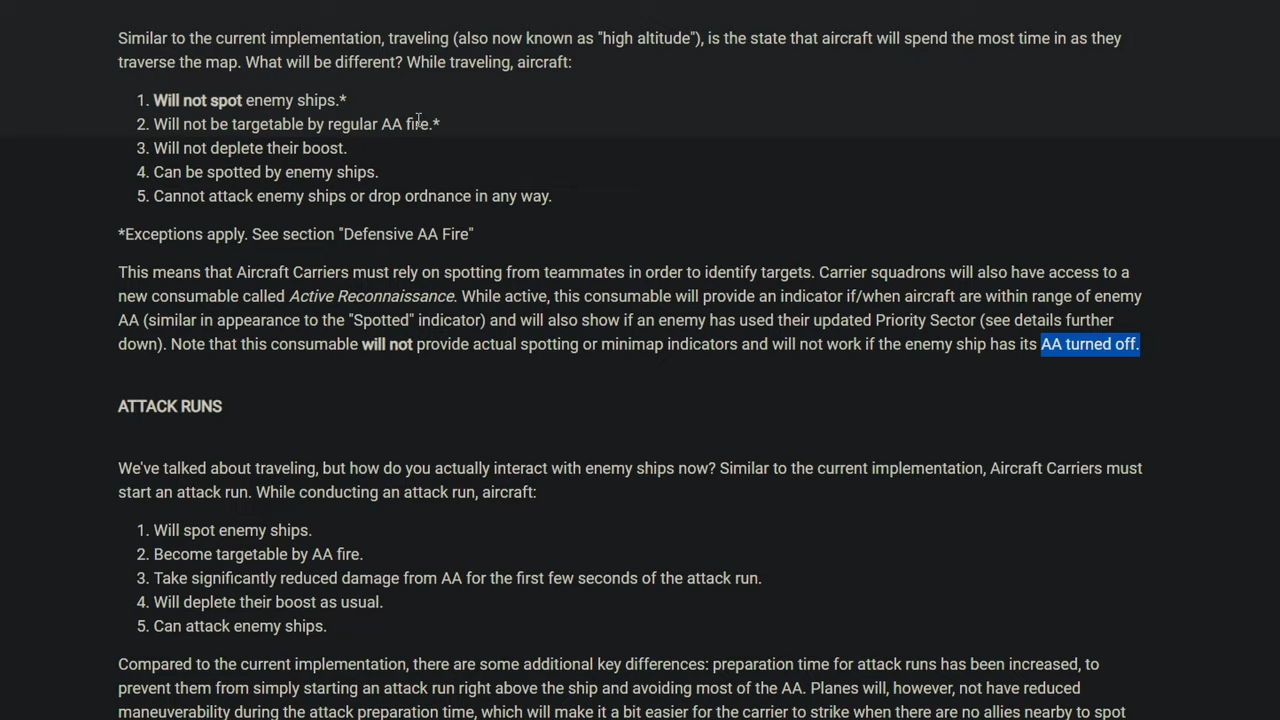 Similar to the current implementation, traveling (also now known as "high altitude"), is the state that aircraft will spend the most time in as they
traverse the map. What will be different? While traveling, aircraft:
1. Will not spot enemy ships.*
2. Will not be targetable by regular AA fire.*
3. Will not deplete their boost.
4. Can be spotted by enemy ships.
5. Cannot attack enemy ships or drop ordnance in any way.
*Exceptions apply. See section "Defensive AA Fire"
This means that Aircraft Carriers must rely on spotting from teammates in order to identify targets. Carrier squadrons will also have access to a
new consumable called Active Reconnaissance. While active, this consumable will provide an indicator if/when aircraft are within range of enemy
AA (similar in appearance to the "Spotted" indicator) and will also show if an enemy has used their updated Priority Sector (see details further
down). Note that this consumable will not provide actual spotting or minimap indicators and will not work if the enemy ship has its AA turned off.
ATTACK RUNS
We've talked about traveling, but how do you actually interact with enemy ships now? Similar to the current implementation, Aircraft Carriers must
start an attack run. While conducting an attack run, aircraft:
1. Will spot enemy ships.
2. Become targetable by AA fire.
3. Take significantly reduced damage from AA for the first few seconds of the attack run.
4. Will deplete their boost as usual.
5. Can attack enemy ships.
Compared to the current implementation, there are some additional key differences: preparation time for attack runs has been increased, to
prevent them from simply starting an attack run right above the ship and avoiding most of the AA. Planes will, however, not have reduced
maneuverability during the attack preparation time, which will make it a bit easier for the carrier to strike when there are no allies nearby to spot